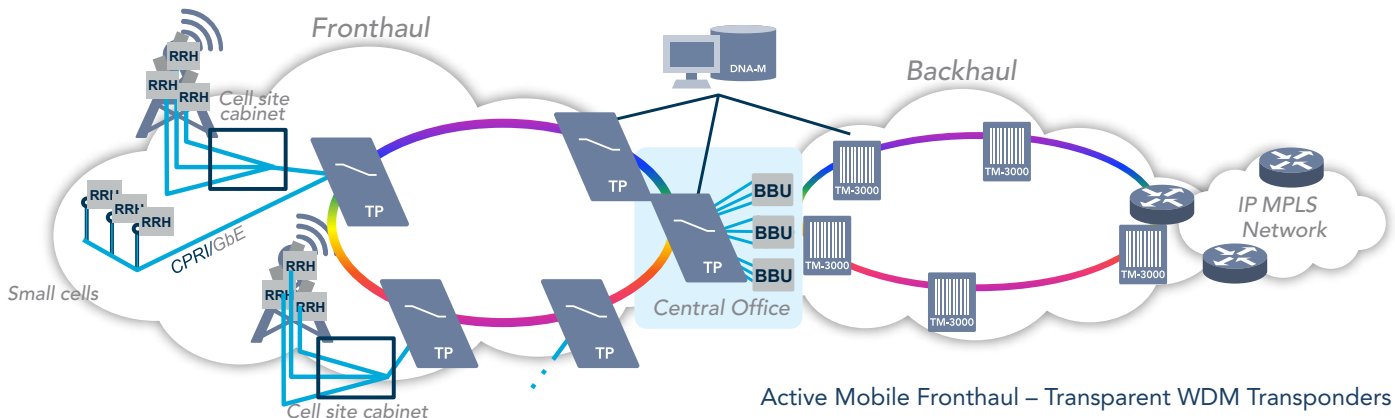 Fronthaul
Backhaul
DNA-M
RRH
RRH
RRH
RRH
Cell site
cabinet
RRH
RRH
RRH
CPRI/GbE
Small cells
RRH
RRH
RRH
Cell site cabinet
TP
TP
TP
TP
TP
BBU
BBU
BBU
Central Office
TM-3000
TM-3000
TM-3000
TM-3000
TM-3000
IP MPLS
Network
Active Mobile Fronthaul – Transparent WDM Transponders